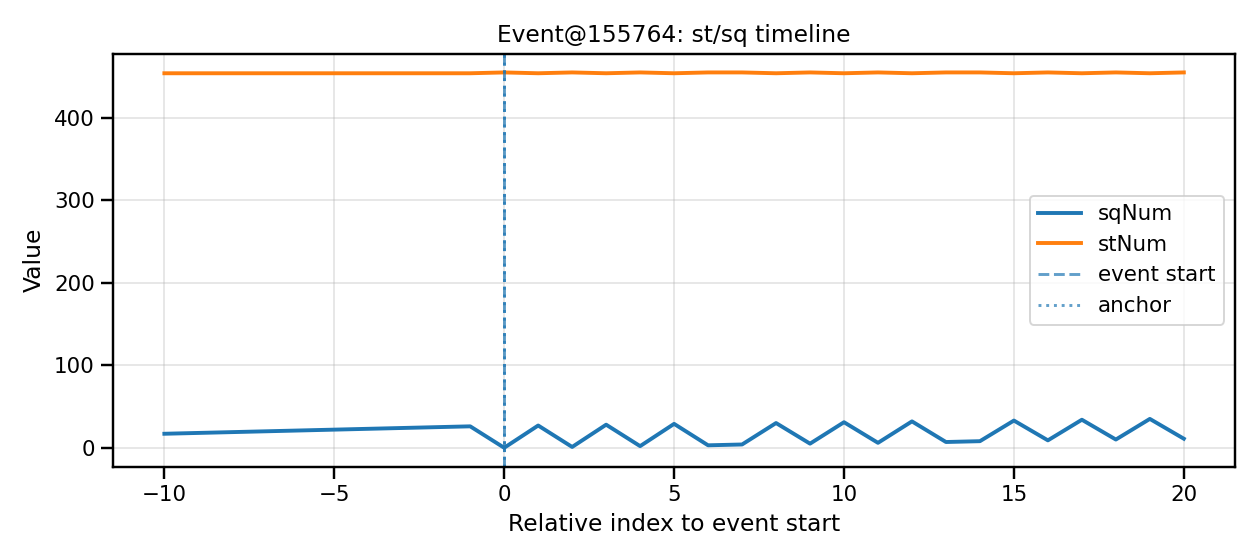 Event@155764: st/sq timeline
Value
400
300
200
100
0
sqNum
stNum
event start
anchor
−10
−5
0
5
10
15
20
Relative index to event start